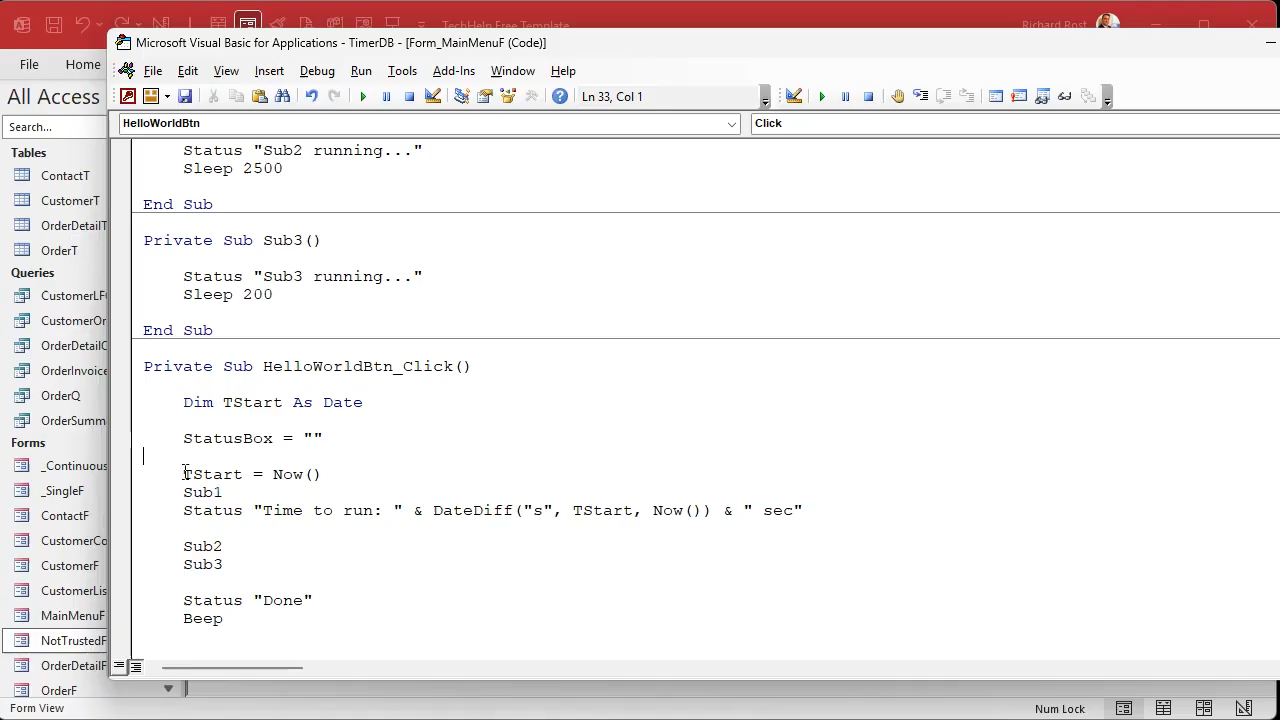 TechHelp Free Template
Richard Rost
File
Home
Microsoft Visual Basic for Applications - TimerDB - [Form_MainMenuF (Code)]
File Edit View Insert Debug Run Tools Add-Ins Window Help
Ln 33, Col 1
HelloWorldBtn
Click
All Access
Search...
Tables
ContactT
CustomerT
OrderDetailT
OrderT
Queries
CustomerLF
CustomerOr
OrderDetailQ
OrderInvoice
OrderQ
OrderSumma
Forms
_Continuous
_SingleF
ContactF
CustomerCo
CustomerF
CustomerLis
MainMenuF
NotTrustedF
OrderDetailF
OrderF
Status "Sub2 running..."
Sleep 2500
End Sub
Private Sub Sub3()
Status "Sub3 running..."
Sleep 200
End Sub
Private Sub HelloWorldBtn_Click()
Dim TStart As Date
StatusBox = ""
TStart = Now()
Sub1
Status "Time to run: " & DateDiff("s", TStart, Now()) & " sec"
Sub2
Sub3
Status "Done"
Beep
Form View
Num Lock